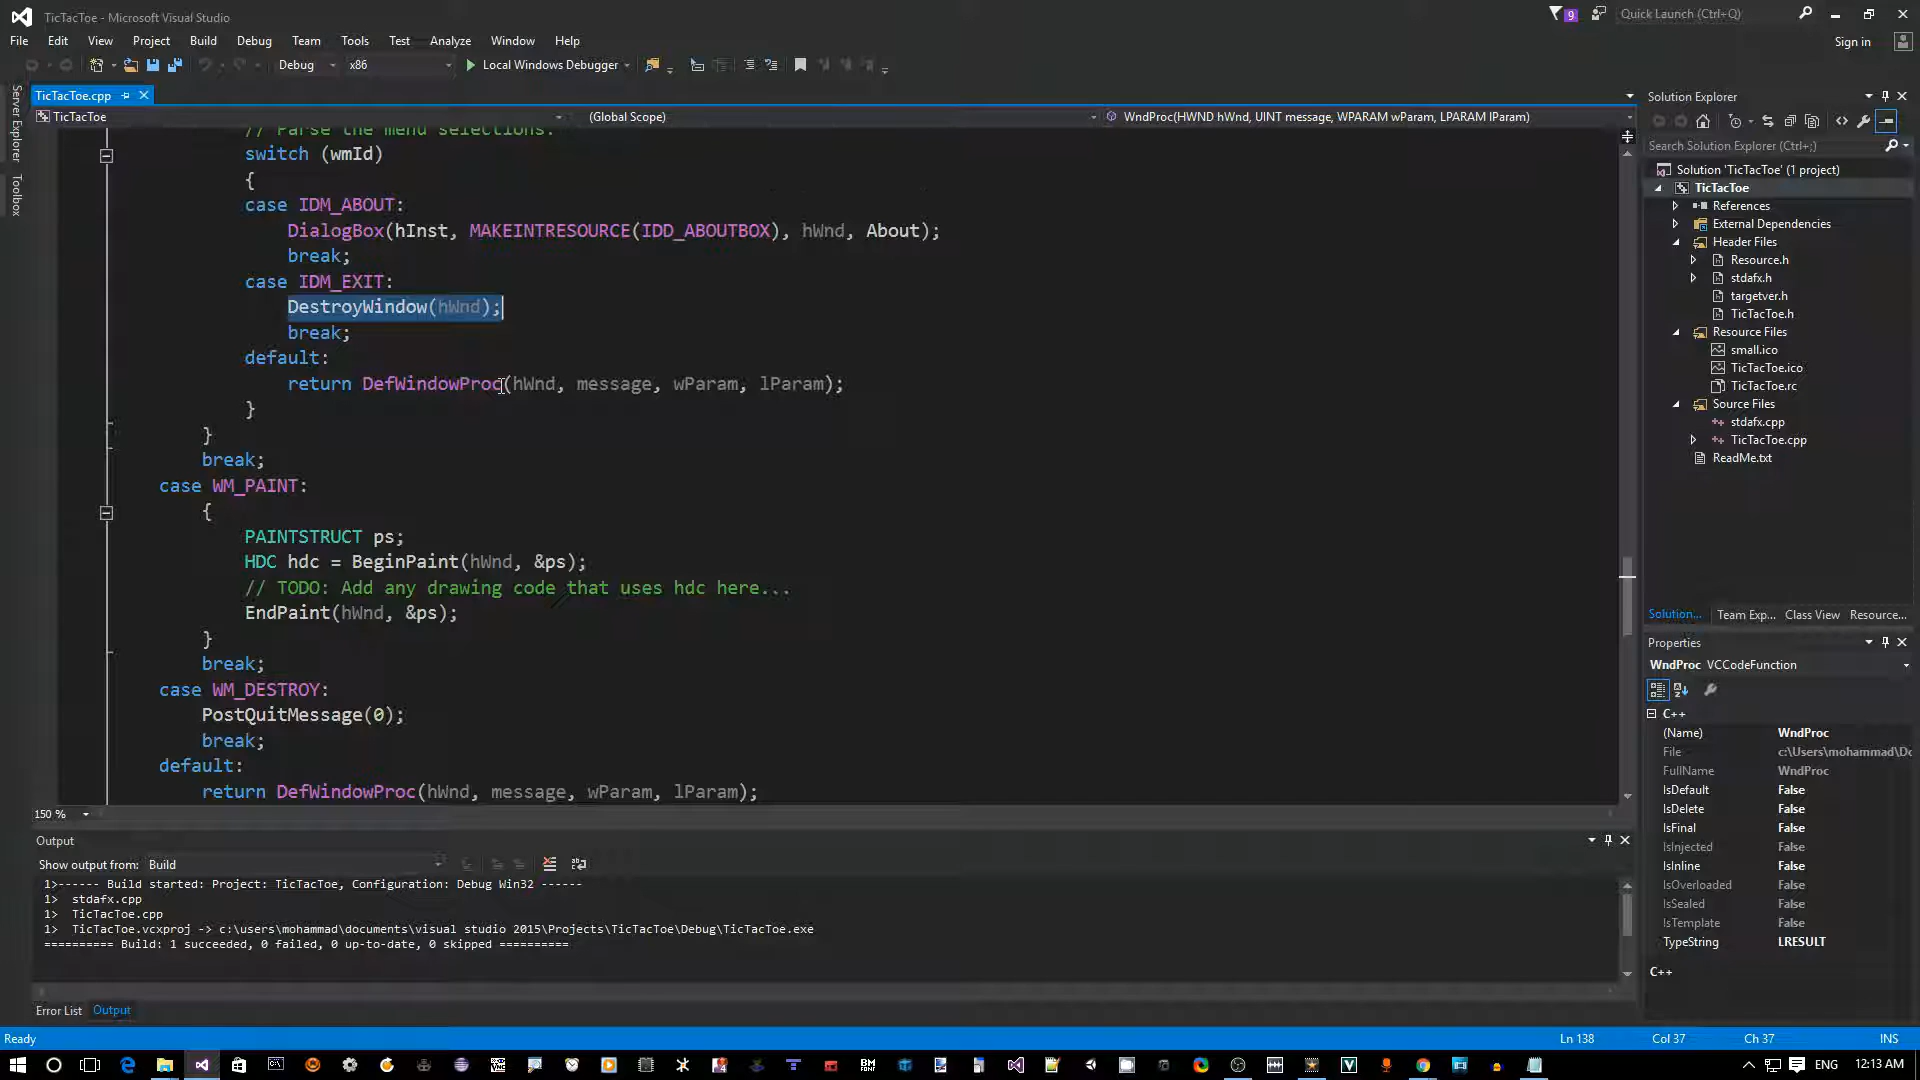 TicTacToe - Microsoft Visual Studio
9
Quick Launch (Ctrl+Q)
File Edit View Project Build Debug Team Tools Test Analyze Window Help
Sign in
Debug x86 Local Windows Debugger
Server Explorer
Toolbox
TicTacToe.cpp
TicTacToe (Global Scope) WndProc(HWND hWnd, UINT message, WPARAM wParam, LPARAM lParam)
// Parse the menu selections:
switch (wmId)
{
case IDM_ABOUT:
DialogBox(hInst, MAKEINTRESOURCE(IDD_ABOUTBOX), hWnd, About);
break;
case IDM_EXIT:
DestroyWindow(hWnd);
break;
default:
return DefWindowProc(hWnd, message, wParam, lParam);
}
}
break;
case WM_PAINT:
{
PAINTSTRUCT ps;
HDC hdc = BeginPaint(hWnd, &ps);
// TODO: Add any drawing code that uses hdc here...
EndPaint(hWnd, &ps);
}
break;
case WM_DESTROY:
PostQuitMessage(0);
break;
default:
return DefWindowProc(hWnd, message, wParam, lParam);
150 %
Output
Show output from: Build
1>------ Build started: Project: TicTacToe, Configuration: Debug Win32 ------
1> stdafx.cpp
1> TicTacToe.cpp
1> TicTacToe.vcxproj -> c:\users\mohammad\documents\visual studio 2015\Projects\TicTacToe\Debug\TicTacToe.exe
========== Build: 1 succeeded, 0 failed, 0 up-to-date, 0 skipped ==========
Error List Output
Solution Explorer
Search Solution Explorer (Ctrl+;)
Solution 'TicTacToe' (1 project)
TicTacToe
References
External Dependencies
Header Files
Resource.h
stdafx.h
targetver.h
TicTacToe.h
Resource Files
small.ico
TicTacToe.ico
TicTacToe.rc
Source Files
stdafx.cpp
TicTacToe.cpp
ReadMe.txt
Solution... Team Exp... Class View Resource...
Properties
WndProc VCCodeFunction
C++
(Name) WndProc
File c:\Users\mohammad\Do
FullName WndProc
IsDefault False
IsDelete False
IsFinal False
IsInjected False
IsInline False
IsOverloaded False
IsSealed False
IsTemplate False
TypeString LRESULT
C++
Ready Ln 138 Col 37 Ch 37 INS
ENG 12:13 AM